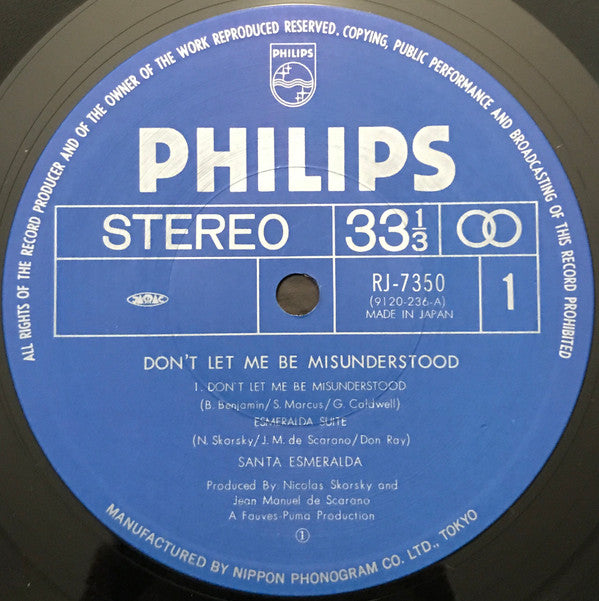 ALL RIGHTS OF THE RECORD PRODUCER AND OF THE OWNER OF THE WORK REPRODUCED RESERVED. COPYING, PUBLIC PERFORMANCE AND BROADCASTING OF THIS RECORD PROHIBITED
PHILIPS
PHILIPS
STEREO
33 1/3
JASRAC
RJ-7350
(9120-236-A)
MADE IN JAPAN
1
DON'T LET ME BE MISUNDERSTOOD
1. DON'T LET ME BE MISUNDERSTOOD
(B. Benjamin/S. Marcus/G. Caldwell)
ESMERALDA SUITE
(N. Skorsky/J. M. de Scarano/Don Ray)
SANTA ESMERALDA
Produced By: Nicolas Skorsky and
Jean Manuel de Scarano
A Fauves-Puma Production
①
MANUFACTURED BY NIPPON PHONOGRAM CO. LTD., TOKYO